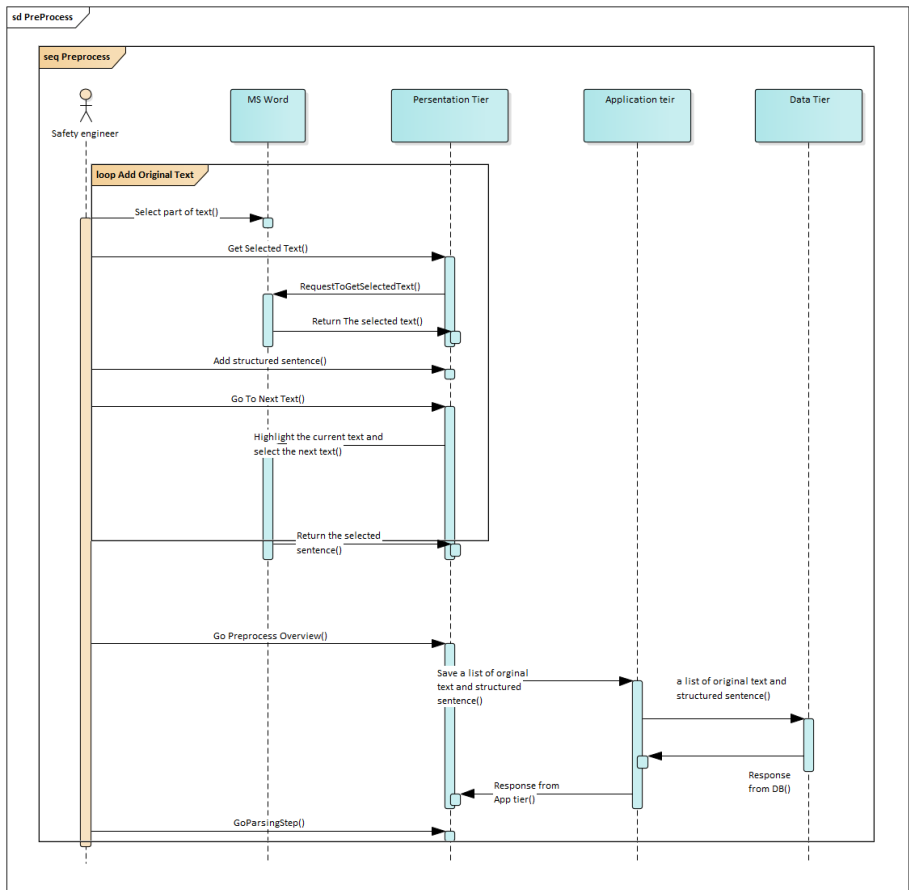 sd PreProcess
seq Preprocess
Safety engineer
MS Word
Persentation Tier
Application teir
Data Tier
loop Add Original Text
Select part of text()
Get Selected Text()
RequestToGetSelectedText()
Return The selected text()
Add structured sentence()
Go To Next Text()
Highlight the current text and
select the next text()
Return the selected
sentence()
Go Preprocess Overview()
Save a list of orginal
text and structured
sentence()
a list of original text and
structured sentence()
Response
from DB()
Response from
App tier()
GoParsingStep()